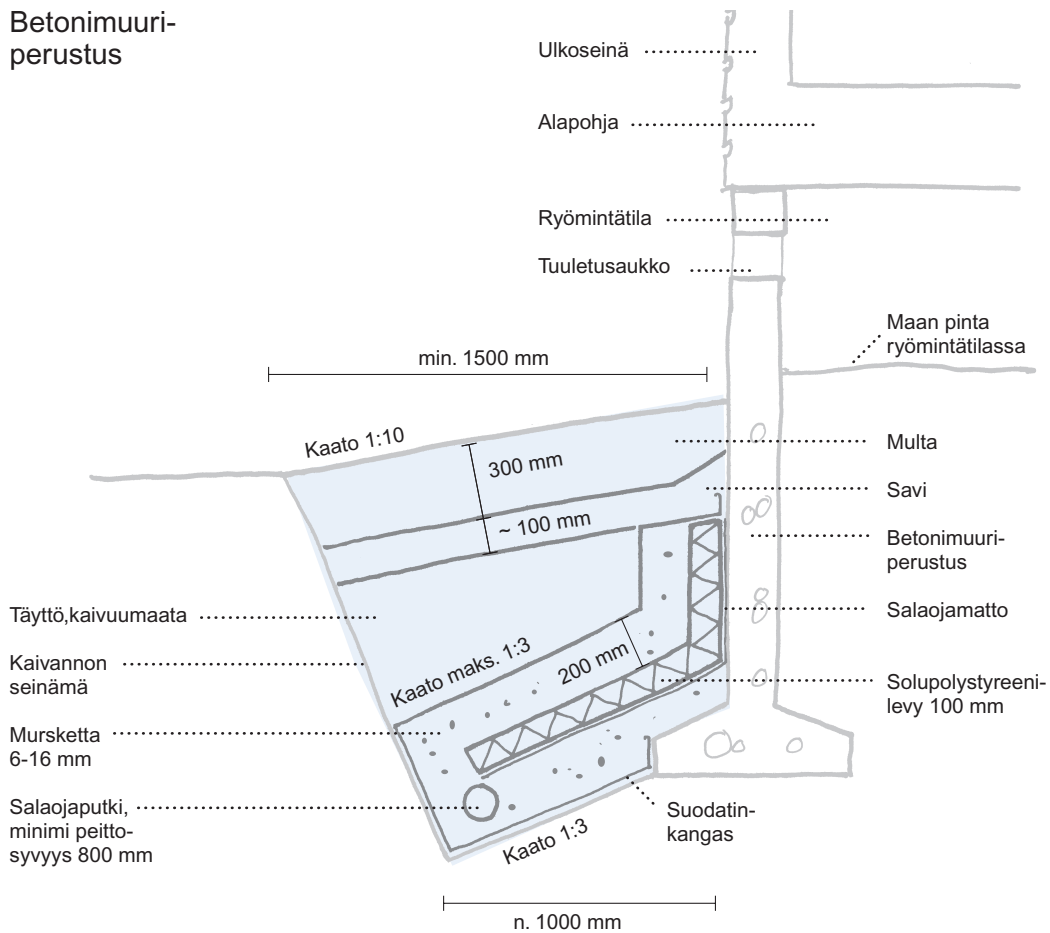 Betonimuuri-
perustus
Ulkoseinä
Alapohja
Ryömintätila
Tuuletusaukko
Maan pinta
ryömintätilassa
min. 1500 mm
Kaato 1:10
300 mm
~ 100 mm
Multa
Savi
Betonimuuri-
perustus
Salaojamatto
Solupolystyreeni-
levy 100 mm
Täyttö,kaivuumaata
Kaivannon
seinämä
Mursketta
6-16 mm
Salaojaputki,
minimi peitto-
syvyys 800 mm
Kaato maks. 1:3
200 mm
Kaato 1:3
Suodatin-
kangas
n. 1000 mm